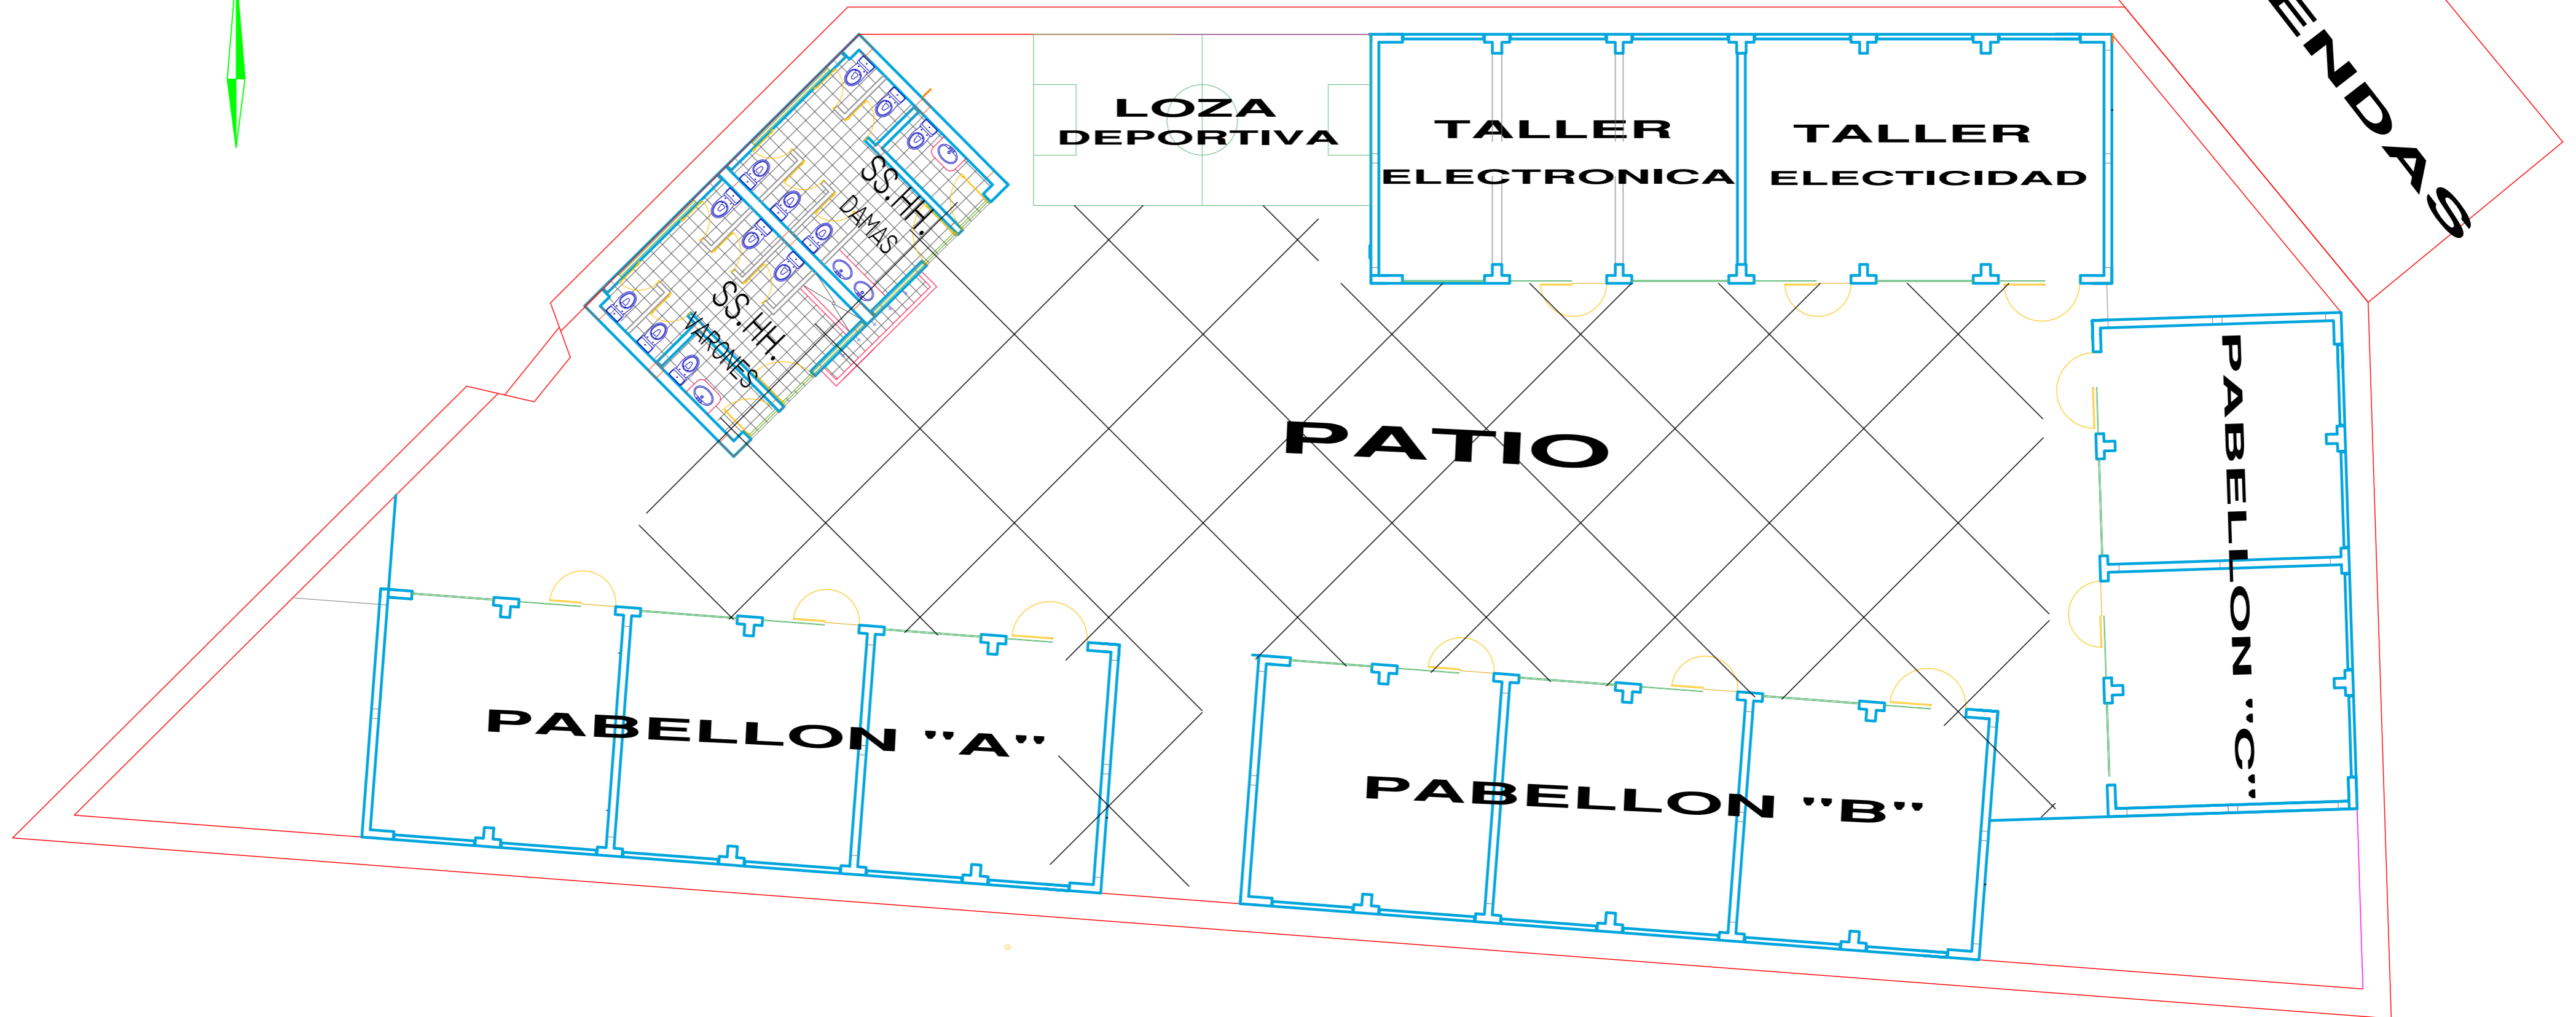 ENDAS
LOZA
DEPORTIVA
TALLER
ELECTRONICA
TALLER
ELECTICIDAD
SS.HH.
DAMAS
SS.HH.
VARONES
PATIO
PABELLON "C"
PABELLON "A"
PABELLON "B"